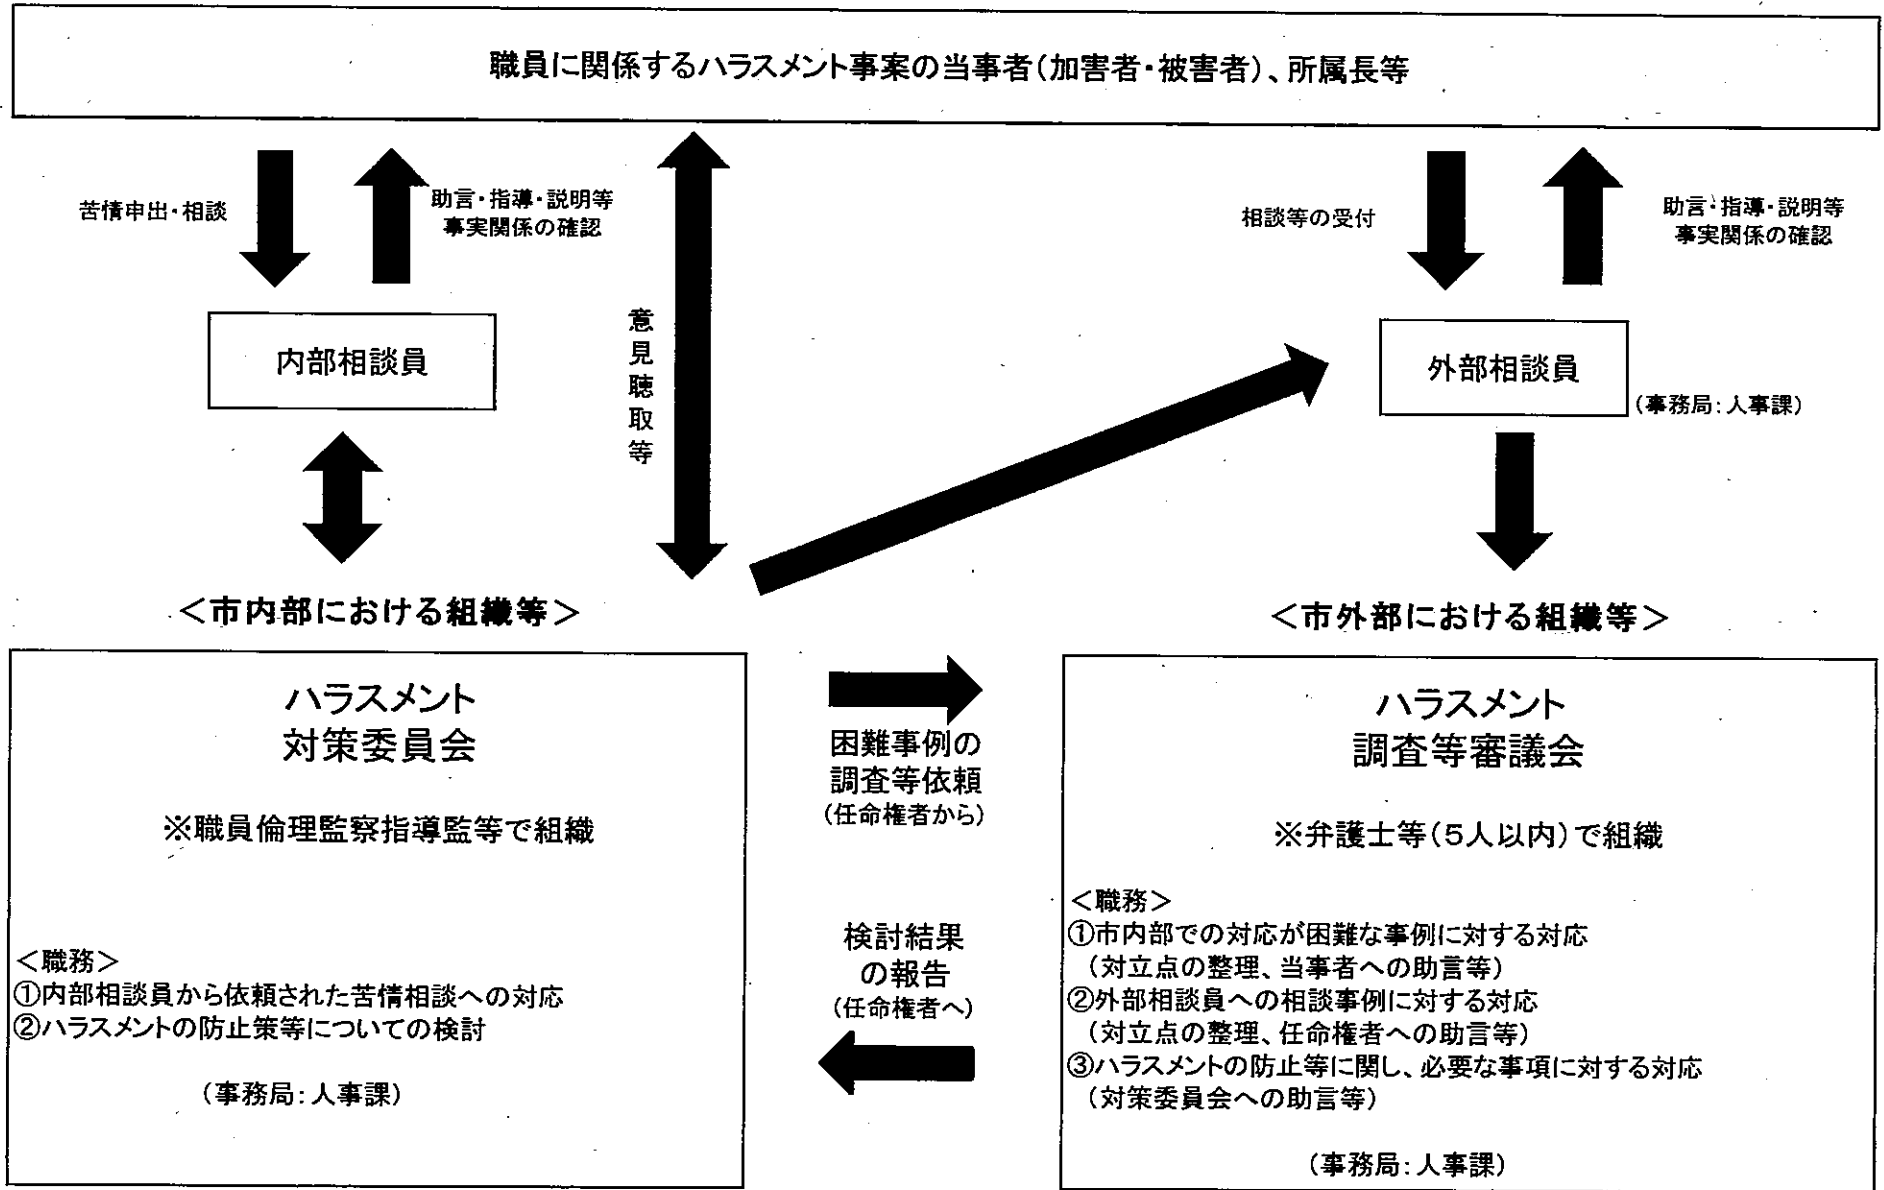 職員に関係するハラスメント事案の当事者(加害者・被害者)、所属長等
苦情申出・相談
助言・指導・説明等
事実関係の確認
相談等の受付
助言・指導・説明等
事実関係の確認
内部相談員
意見聴取等
外部相談員
(事務局:人事課)
<市内部における組織等>
<市外部における組織等>
ハラスメント
対策委員会
※職員倫理監察指導監等で組織
<職務>
①内部相談員から依頼された苦情相談への対応
②ハラスメントの防止策等についての検討
(事務局:人事課)
困難事例の
調査等依頼
(任命権者から)
検討結果
の報告
(任命権者へ)
ハラスメント
調査等審議会
※弁護士等(5人以内)で組織
<職務>
①市内部での対応が困難な事例に対する対応
(対立点の整理、当事者への助言等)
②外部相談員への相談事例に対する対応
(対立点の整理、任命権者への助言等)
③ハラスメントの防止等に関し、必要な事項に対する対応
(対策委員会への助言等)
(事務局:人事課)